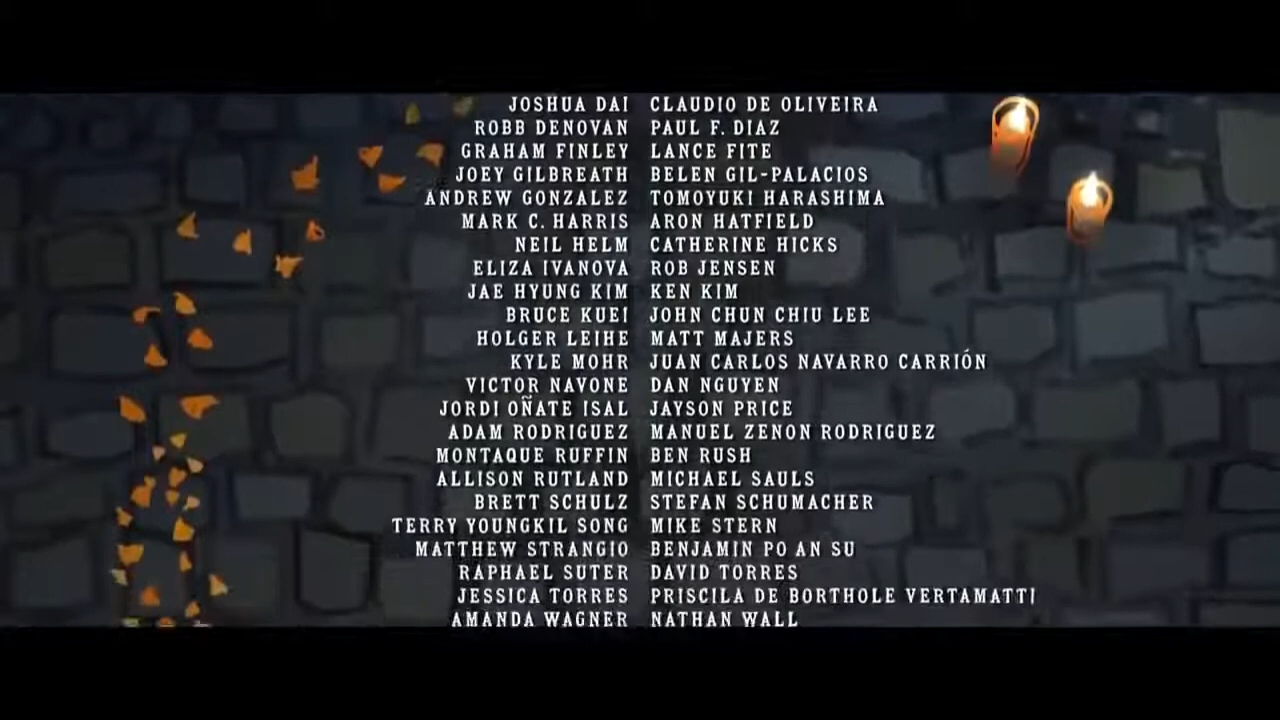 JOSHUA DAI CLAUDIO DE OLIVEIRA
ROBB DENOVAN PAUL F. DIAZ
GRAHAM FINLEY LANCE FITE
JOEY GILBREATH BELEN GIL-PALACIOS
ANDREW GONZALEZ TOMOYUKI HARASHIMA
MARK C. HARRIS ARON HATFIELD
NEIL HELM CATHERINE HICKS
ELIZA IVANOVA ROB JENSEN
JAE HYUNG KIM KEN KIM
BRUCE KUEI JOHN CHUN CHIU LEE
HOLGER LEIHE MATT MAJERS
KYLE MOHR JUAN CARLOS NAVARRO CARRIÓN
VICTOR NAVONE DAN NGUYEN
JORDI OÑATE ISAL JAYSON PRICE
ADAM RODRIGUEZ MANUEL ZENON RODRIGUEZ
MONTAQUE RUFFIN BEN RUSH
ALLISON RUTLAND MICHAEL SAULS
BRETT SCHULZ STEFAN SCHUMACHER
TERRY YOUNGKIL SONG MIKE STERN
MATTHEW STRANGIO BENJAMIN PO AN SU
RAPHAEL SUTER DAVID TORRES
JESSICA TORRES PRISCILA DE BORTHOLE VERTAMATTI
AMANDA WAGNER NATHAN WALL